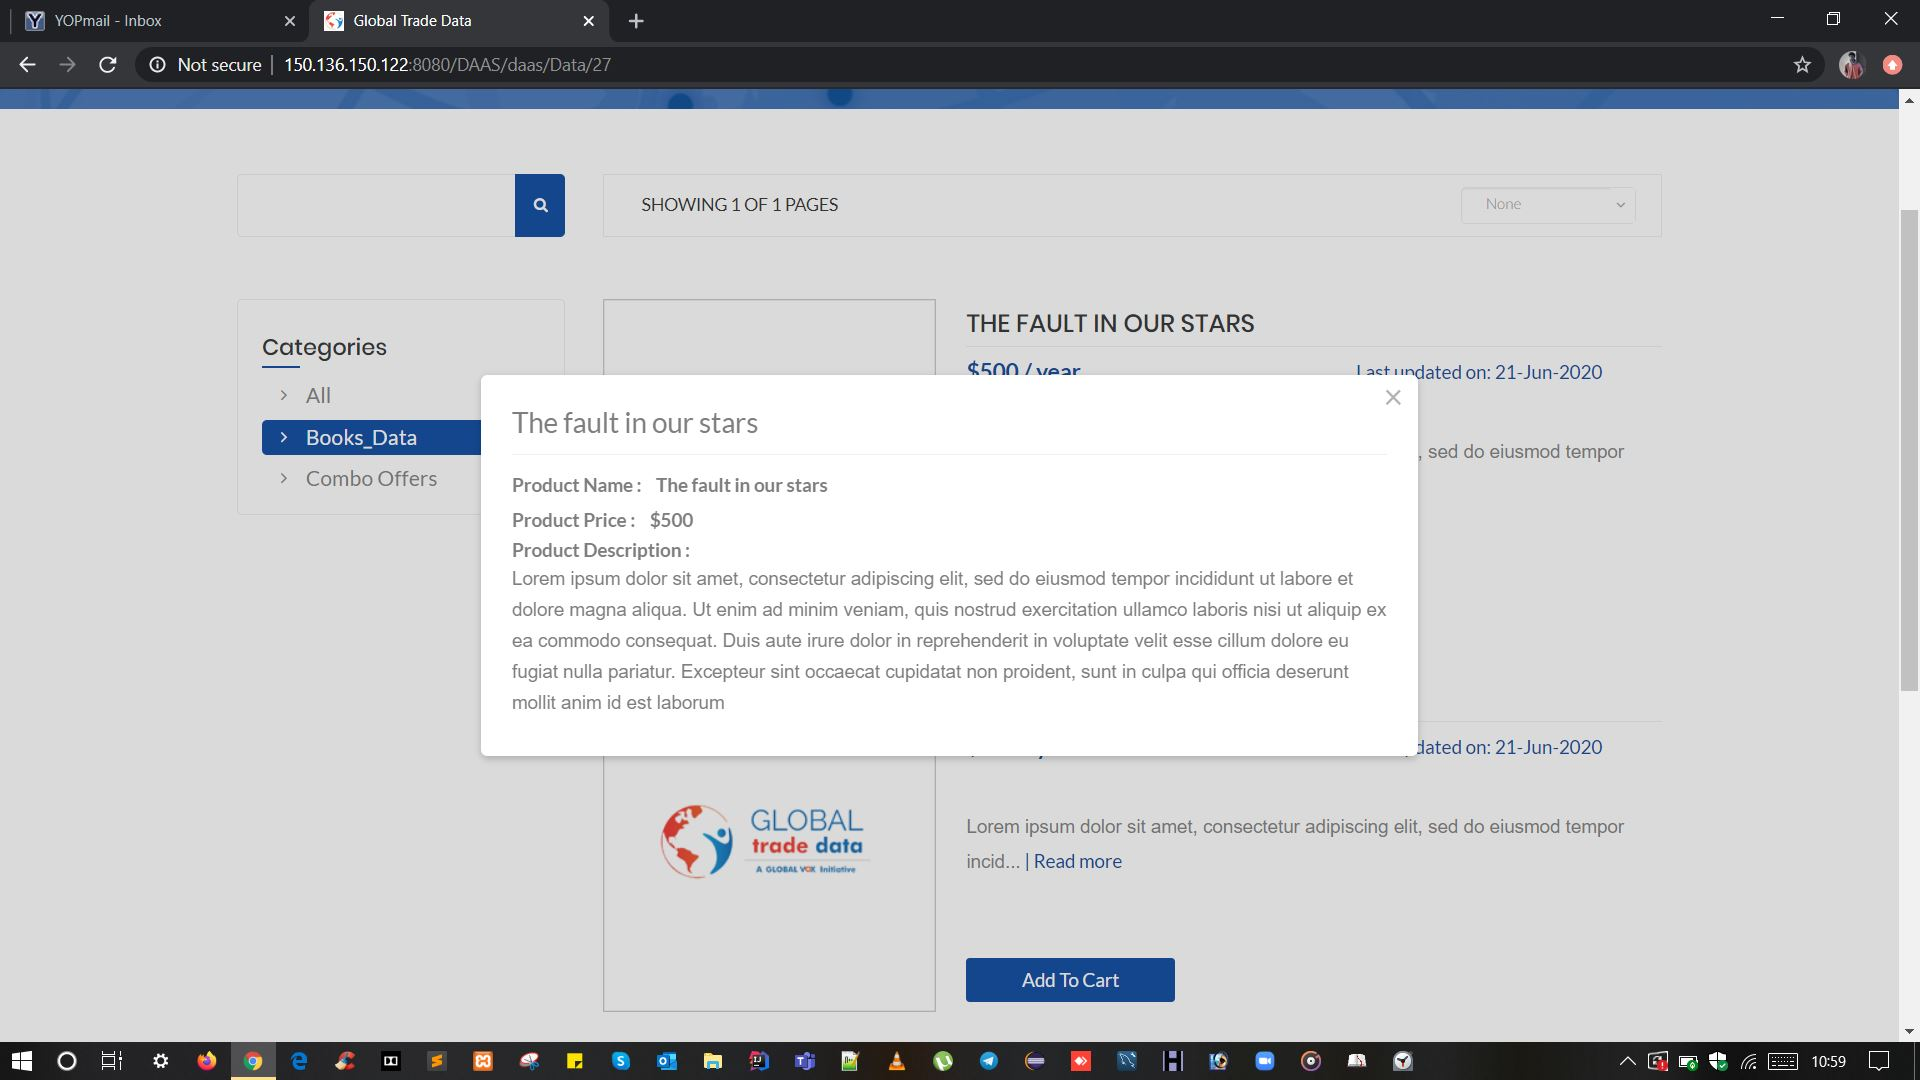 YOPmail - Inbox
Global Trade Data
Not secure
150.136.150.122:8080/DAAS/daas/Data/27
SHOWING 1 OF 1 PAGES
None
Categories
All
Books_Data
Combo Offers
THE FAULT IN OUR STARS
$500 / year
Last updated on: 21-Jun-2020
, sed do eiusmod tempor
The fault in our stars
Product Name : The fault in our stars
Product Price : $500
Product Description :
Lorem ipsum dolor sit amet, consectetur adipiscing elit, sed do eiusmod tempor incididunt ut labore et
dolore magna aliqua. Ut enim ad minim veniam, quis nostrud exercitation ullamco laboris nisi ut aliquip ex
ea commodo consequat. Duis aute irure dolor in reprehenderit in voluptate velit esse cillum dolore eu
fugiat nulla pariatur. Excepteur sint occaecat cupidatat non proident, sunt in culpa qui officia deserunt
mollit anim id est laborum
dated on: 21-Jun-2020
GLOBAL
trade data
A GLOBAL VOX Initiative
Lorem ipsum dolor sit amet, consectetur adipiscing elit, sed do eiusmod tempor
incid... | Read more
Add To Cart
10:59